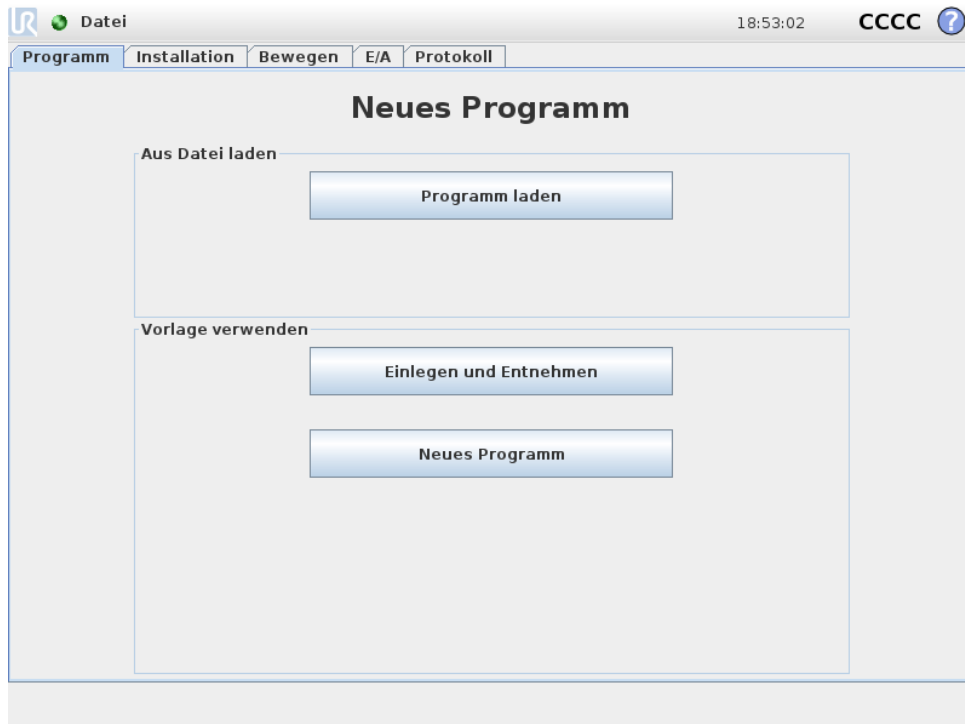 UR Datei 18:53:02 CCCC ?
Programm Installation Bewegen E/A Protokoll
Neues Programm
Aus Datei laden
Programm laden
Vorlage verwenden
Einlegen und Entnehmen
Neues Programm